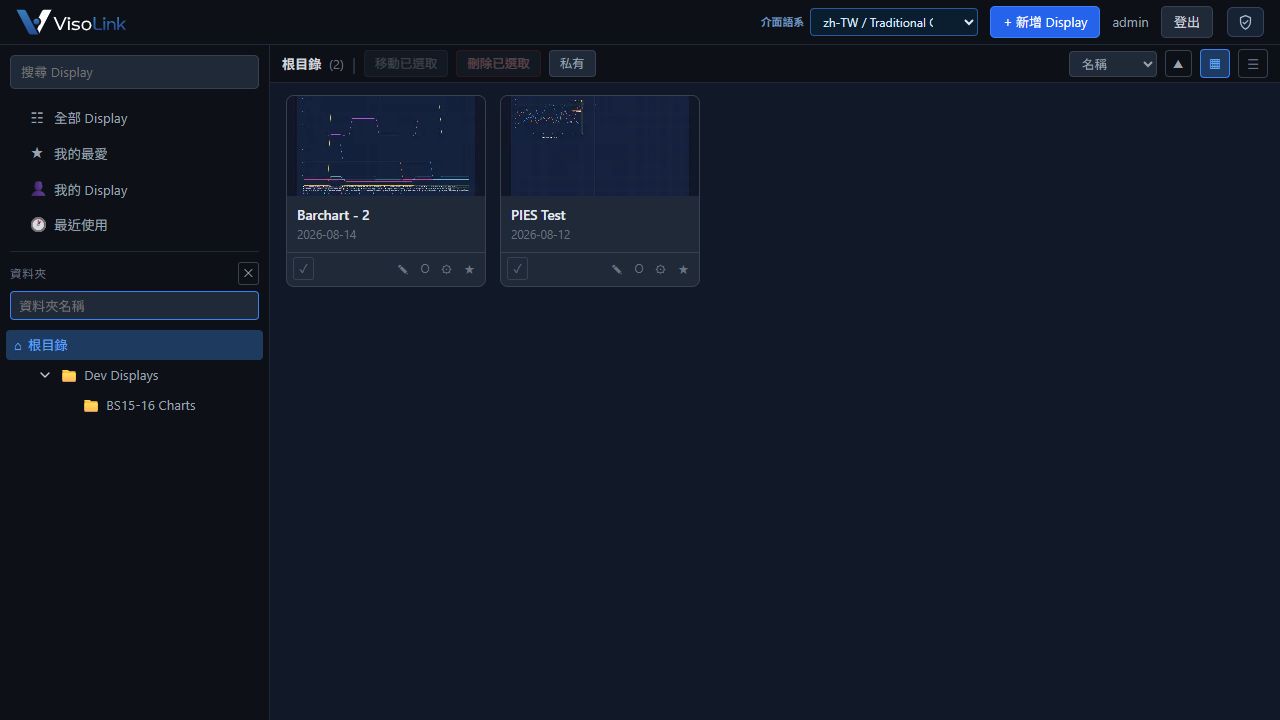 VisoLink
介面語系
zh-TW / Traditional C
+ 新增 Display
admin
登出
搜尋 Display
全部 Display
我的最愛
我的 Display
最近使用
資料夾
資料夾名稱
根目錄
Dev Displays
BS15-16 Charts
根目錄 (2)
移動已選取
刪除已選取
私有
名稱
Barchart - 2
2026-08-14
PIES Test
2026-08-12